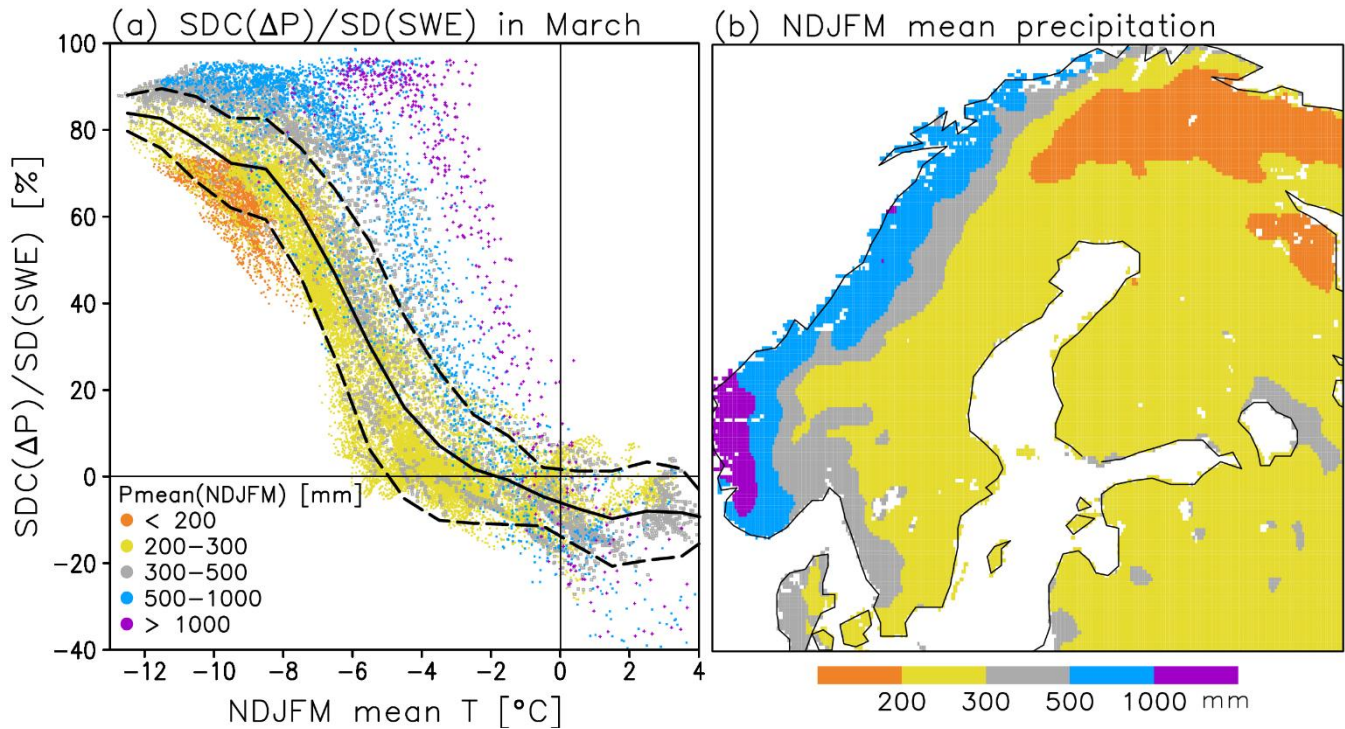 (a) SDC(ΔP)/SD(SWE) in March
(b) NDJFM mean precipitation
SDC(ΔP)/SD(SWE) [%]
100
80
60
40
20
0
−20
−40
Pmean(NDJFM) [mm]
< 200
200−300
300−500
500−1000
> 1000
−12 −10 −8 −6 −4 −2 0 2 4
NDJFM mean T [°C]
200 300 500 1000 mm